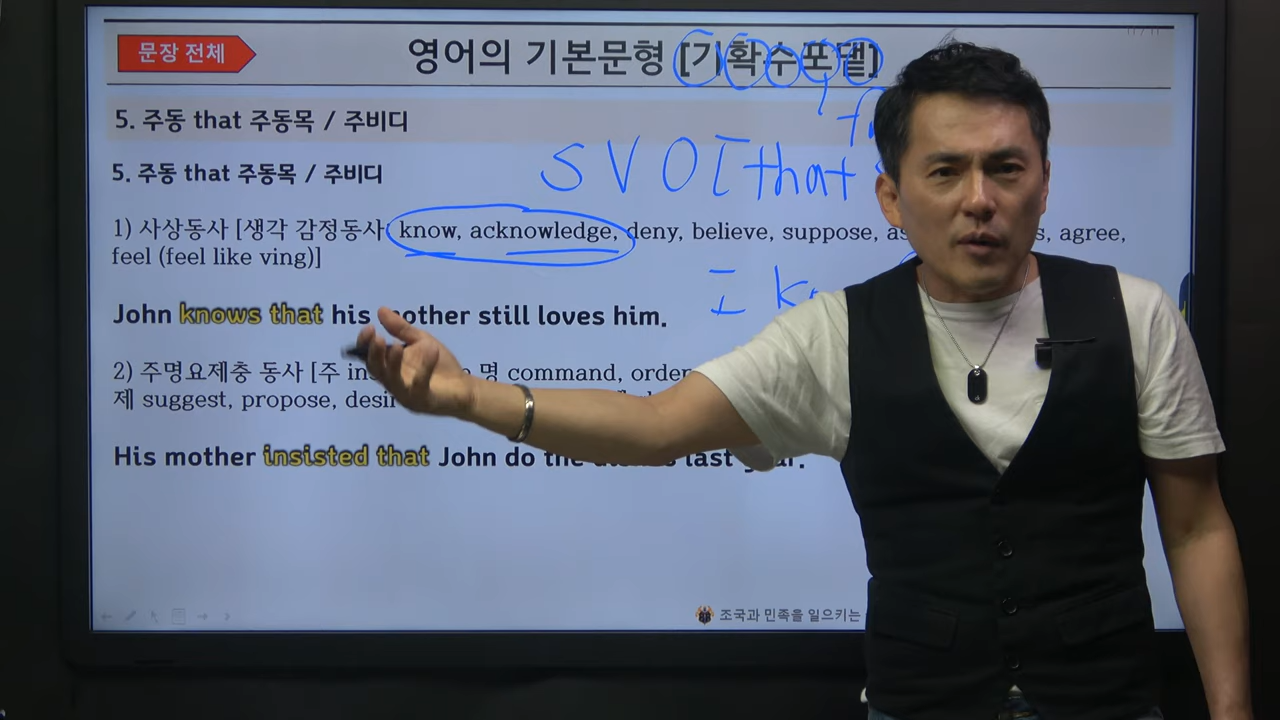 문장 전체
영어의 기본문형 [기확수포댙]
5. 주동 that 주동목 / 주비디
S V O [that
5. 주동 that 주동목 / 주비디
1) 사상동사 [생각 감정동사 know, acknowledge, deny, believe, suppose, agree,
feel (feel like ving)]
I
John knows that his mother still loves him.
2) 주명요제충 동사 [주 명 command,
제 suggest, propose,
His mother insisted that John do the last
조국과 민족을 일으키는